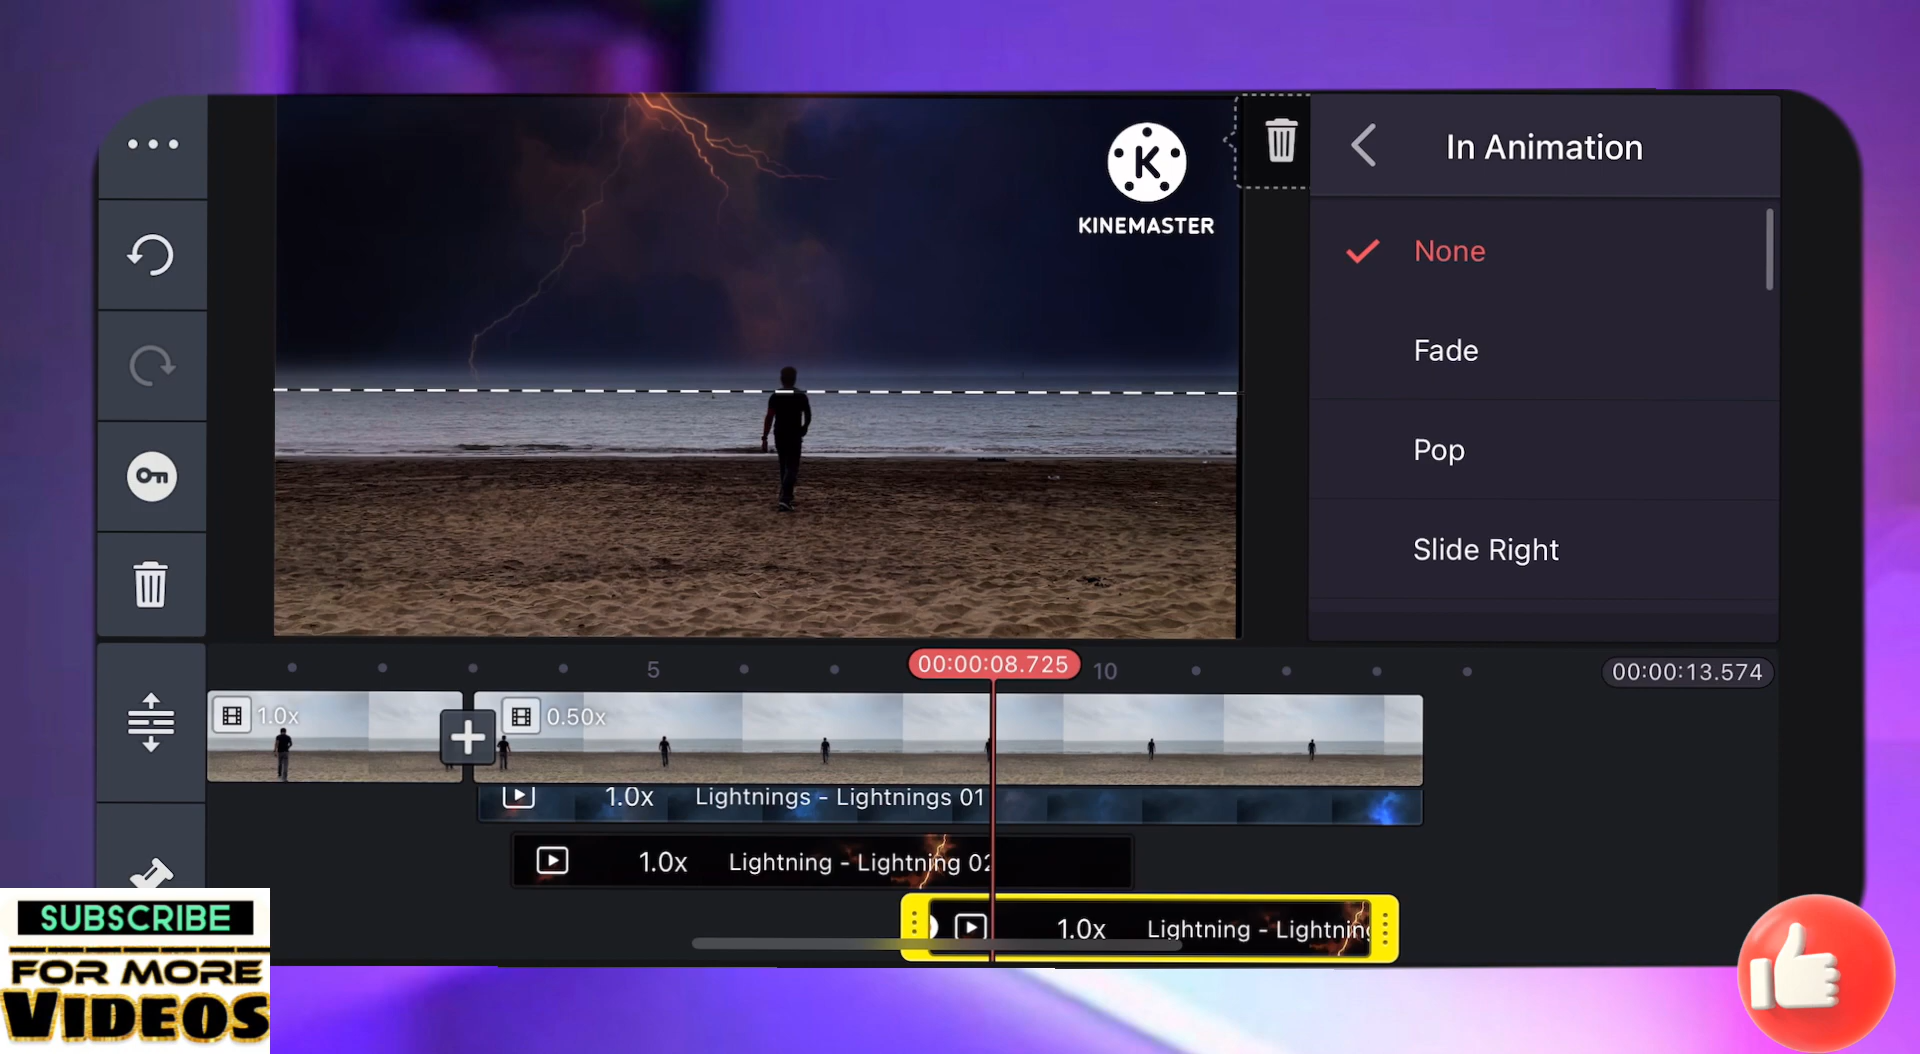 K
KINEMASTER
In Animation
None
Fade
Pop
Slide Right
5
00:00:08.725
10
00:00:13.574
1.0x
0.50x
1.0x Lightnings - Lightnings 01
1.0x Lightning - Lightning 02
1.0x Lightning - Lightning
SUBSCRIBE
FOR MORE
VIDEOS